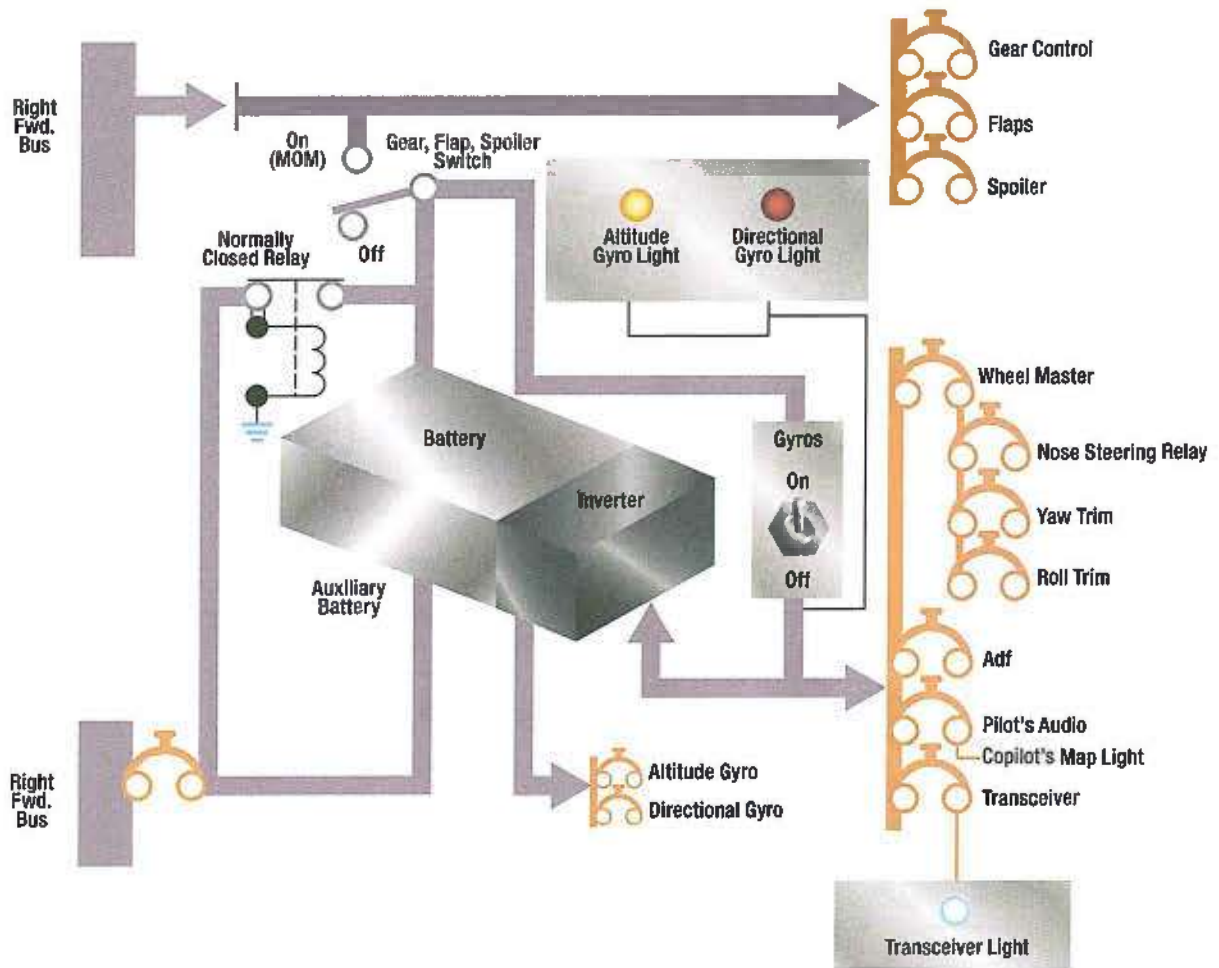 Right
Fwd.
Bus
On
(MOM)
Gear, Flap, Spoiler
Switch
Off
Normally
Closed Relay
Altitude
Gyro Light
Directional
Gyro Light
Gear Control
Flaps
Spoiler
Battery
Inverter
Auxiliary
Battery
Gyros
On
Off
Wheel Master
Nose Steering Relay
Yaw Trim
Roll Trim
Adf
Pilot's Audio
Copilot's Map Light
Transceiver
Right
Fwd.
Bus
Altitude Gyro
Directional Gyro
Transceiver Light